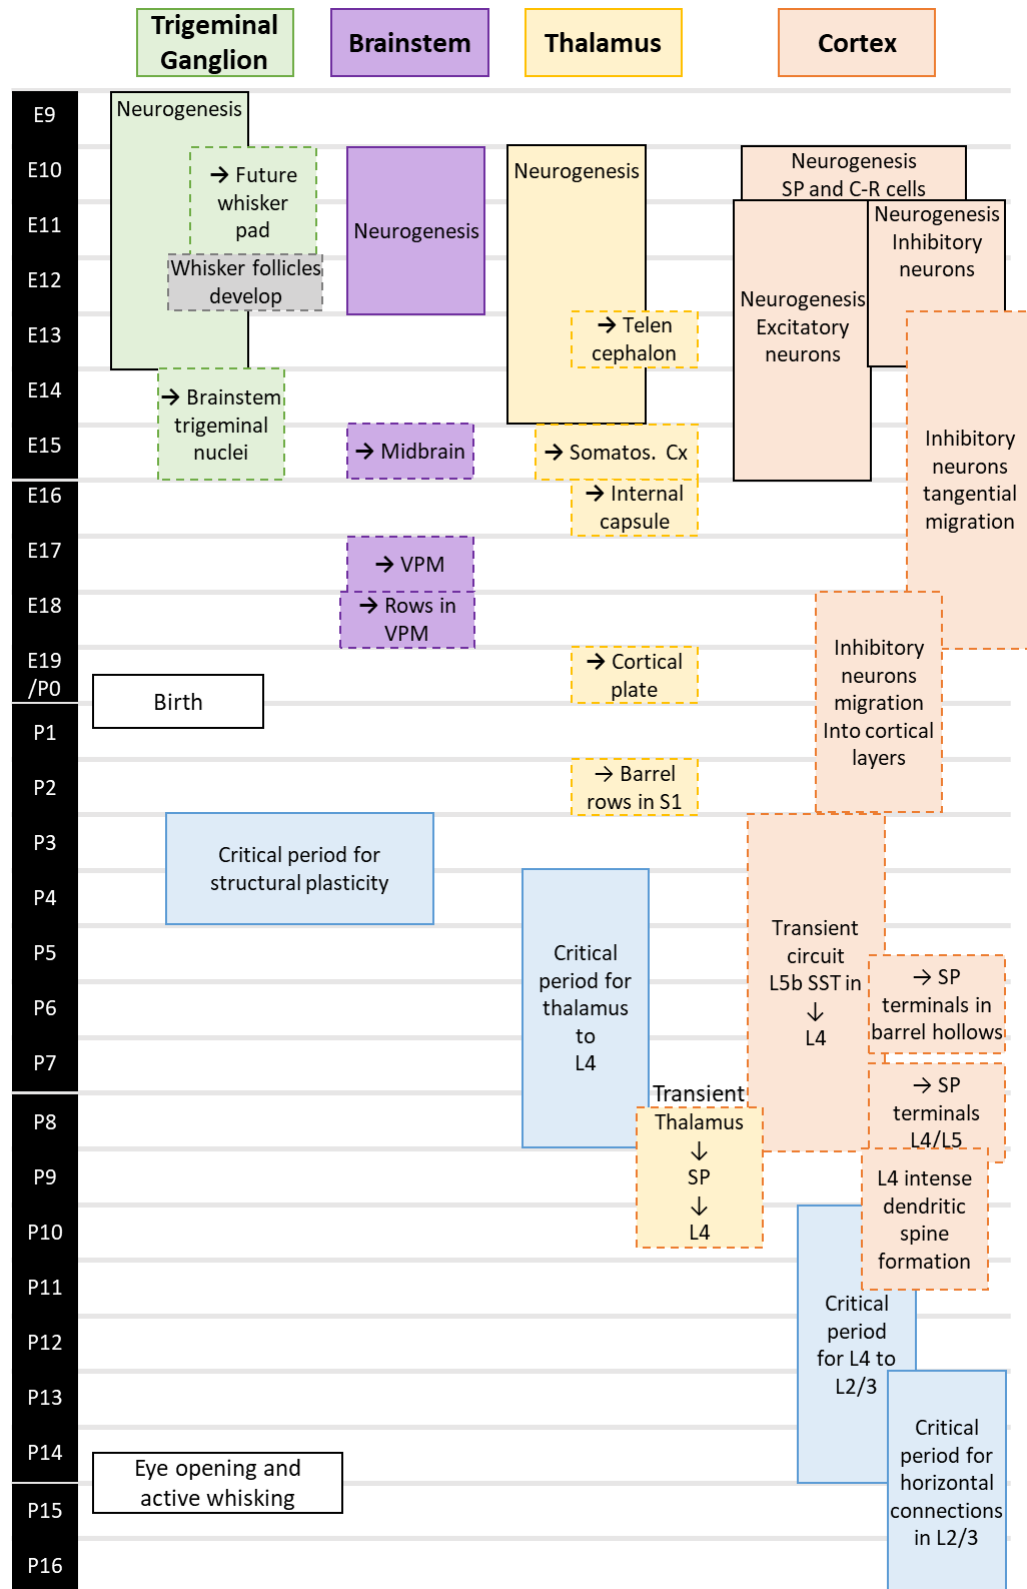 Trigeminal
Ganglion
Brainstem
Thalamus
Cortex
E9
E10
E11
E12
E13
E14
E15
E16
E17
E18
E19
/P0
P1
P2
P3
P4
P5
P6
P7
P8
P9
P10
P11
P12
P13
P14
P15
P16
Neurogenesis
→ Future
whisker
pad
Whisker follicles
develop
→ Brainstem
trigeminal
nuclei
Birth
Critical period for
structural plasticity
Eye opening and
active whisking
Neurogenesis
→ Midbrain
→ VPM
→ Rows in
VPM
Neurogenesis
→ Telen
cephalon
→ Somatos. Cx
→ Internal
capsule
→ Cortical
plate
→ Barrel
rows in S1
Critical
period for
thalamus
to
L4
Transient
Thalamus
↓
SP
↓
L4
Neurogenesis
SP and C-R cells
Neurogenesis
Excitatory
neurons
Neurogenesis
Inhibitory
neurons
Inhibitory
neurons
tangential
migration
Inhibitory
neurons
migration
Into cortical
layers
Transient
circuit
L5b SST in
↓
L4
→ SP
terminals in
barrel hollows
→ SP
terminals
L4/L5
L4 intense
dendritic
spine
formation
Critical
period
for L4 to
L2/3
Critical
period for
horizontal
connections
in L2/3